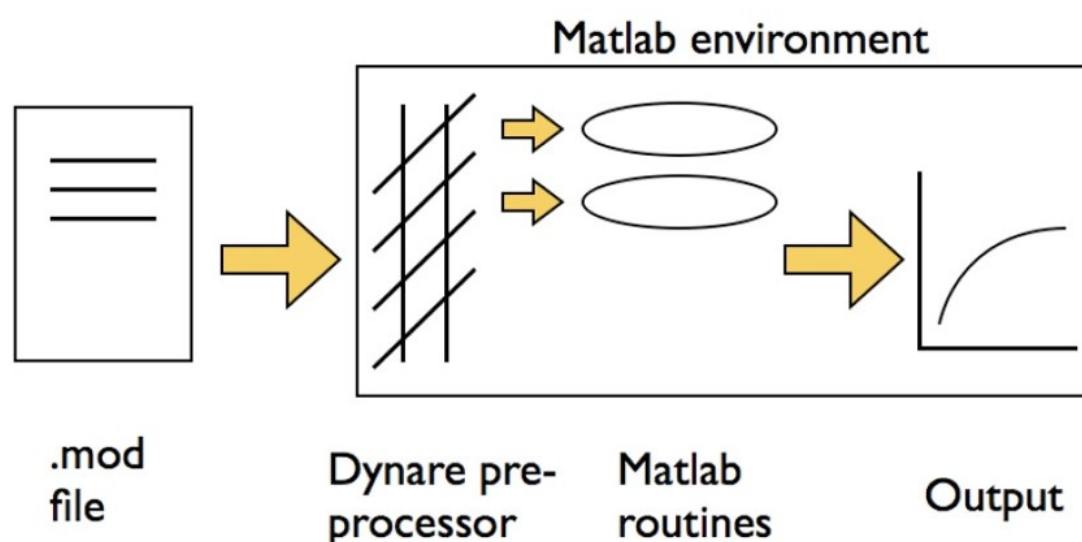 Matlab environment
.mod
file
Dynare pre-
processor
Matlab
routines
Output